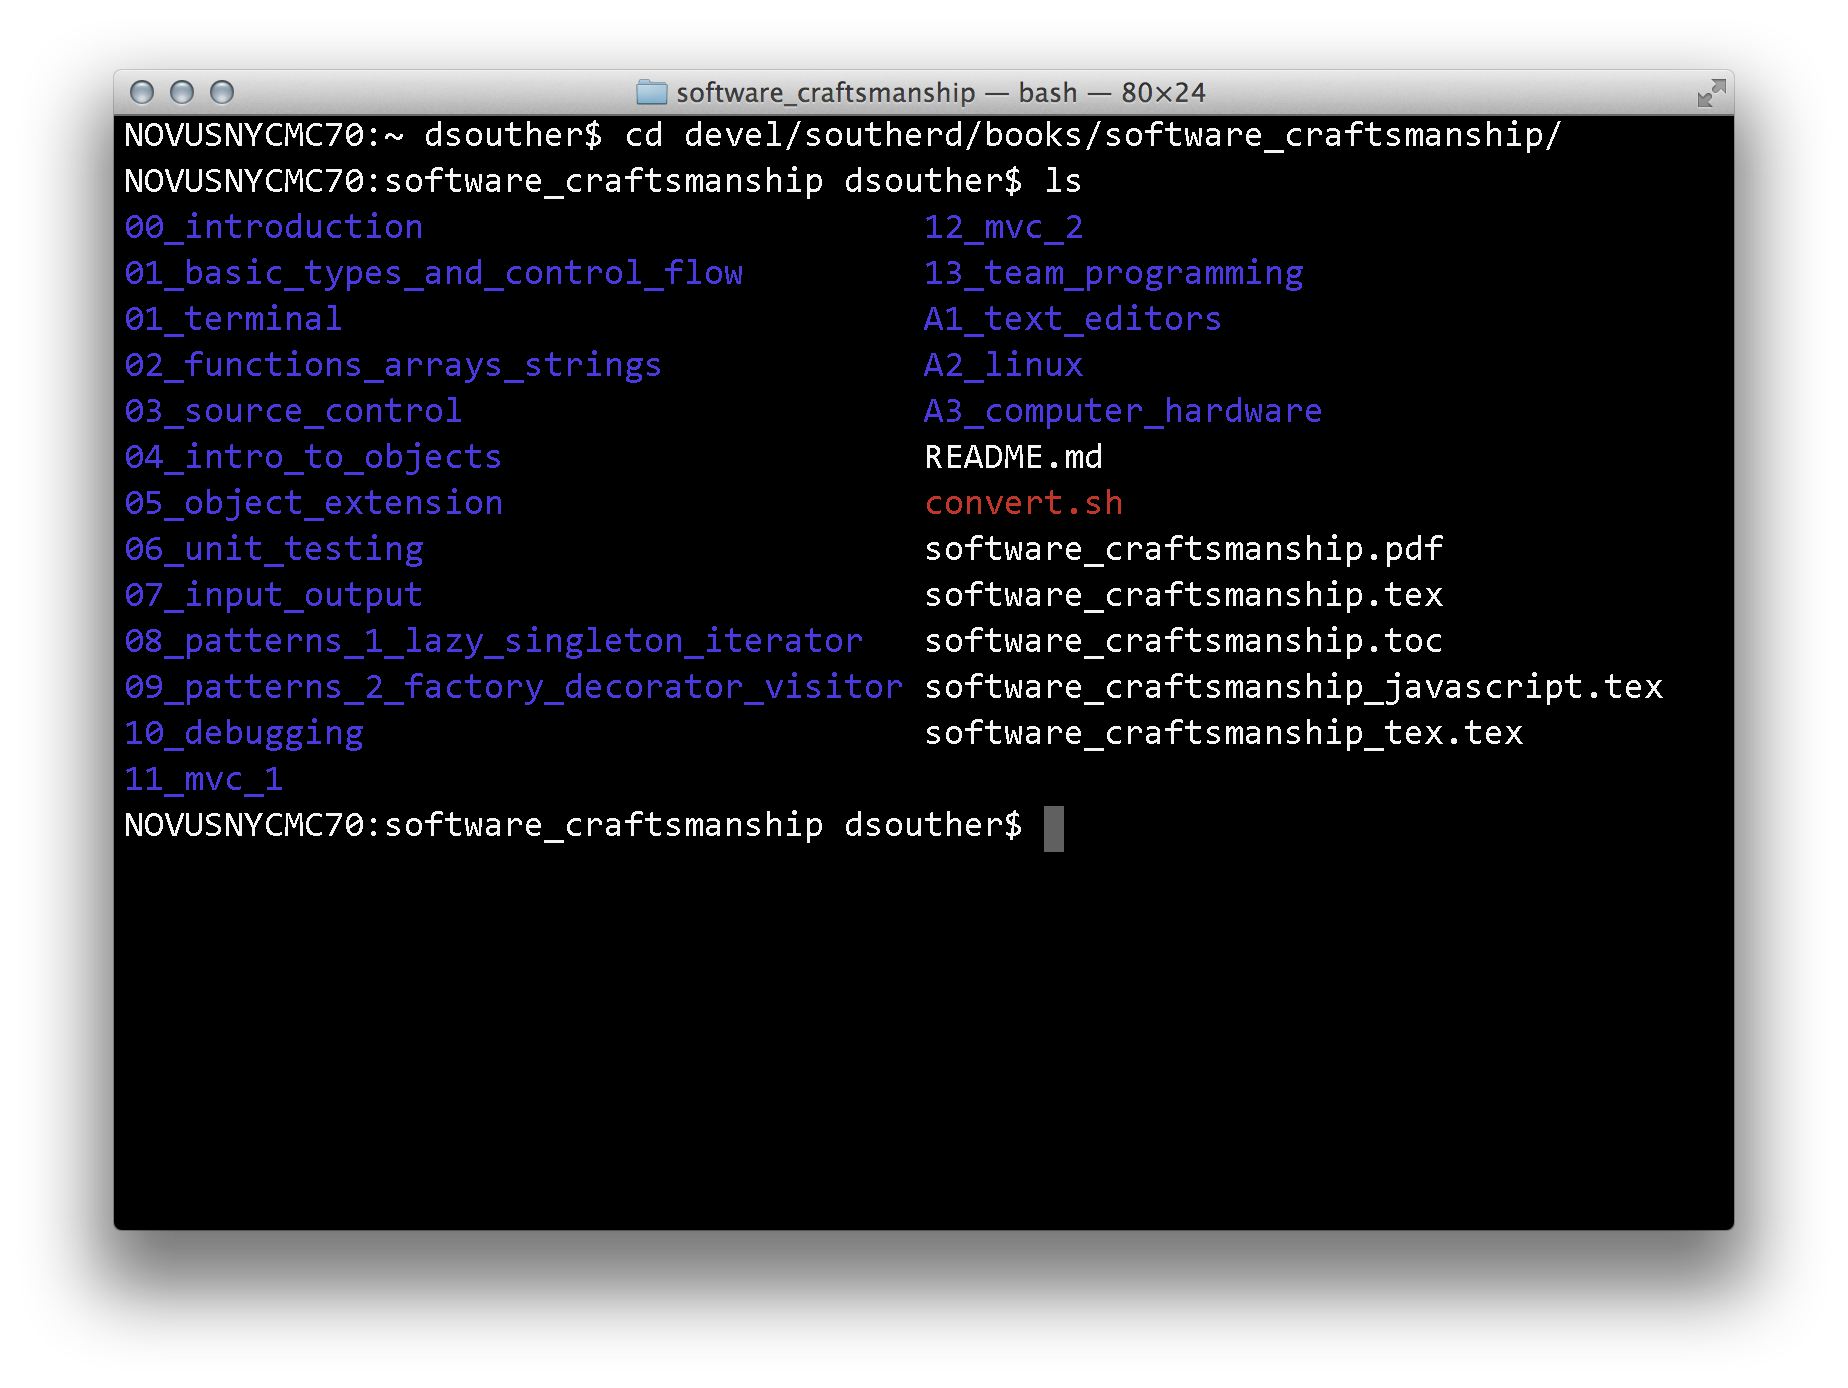 software_craftsmanship — bash — 80×24
NOVUSNYCMC70:~ dsouther$ cd devel/southerd/books/software_craftsmanship/
NOVUSNYCMC70:software_craftsmanship dsouther$ ls
00_introduction                         12_mvc_2
01_basic_types_and_control_flow         13_team_programming
01_terminal                             A1_text_editors
02_functions_arrays_strings             A2_linux
03_source_control                       A3_computer_hardware
04_intro_to_objects                     README.md
05_object_extension                     convert.sh
06_unit_testing                         software_craftsmanship.pdf
07_input_output                         software_craftsmanship.tex
08_patterns_1_lazy_singleton_iterator   software_craftsmanship.toc
09_patterns_2_factory_decorator_visitor software_craftsmanship_javascript.tex
10_debugging                            software_craftsmanship_tex.tex
11_mvc_1
NOVUSNYCMC70:software_craftsmanship dsouther$